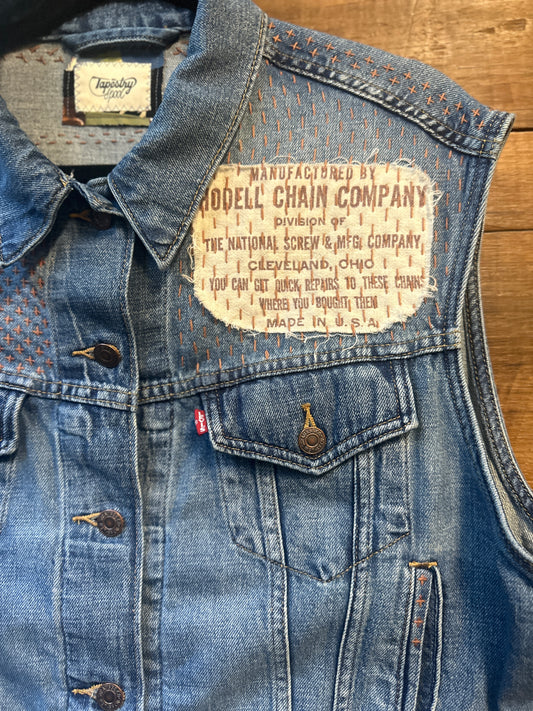 Tapestry
MANUFACTURED BY
HODELL CHAIN COMPANY
DIVISION OF
THE NATIONAL SCREW & MFG. COMPANY
CLEVELAND, OHIO
YOU CAN GET QUICK REPAIRS TO THESE CHAINS
WHERE YOU BOUGHT THEM
MADE IN U.S.A.
LEVI'S